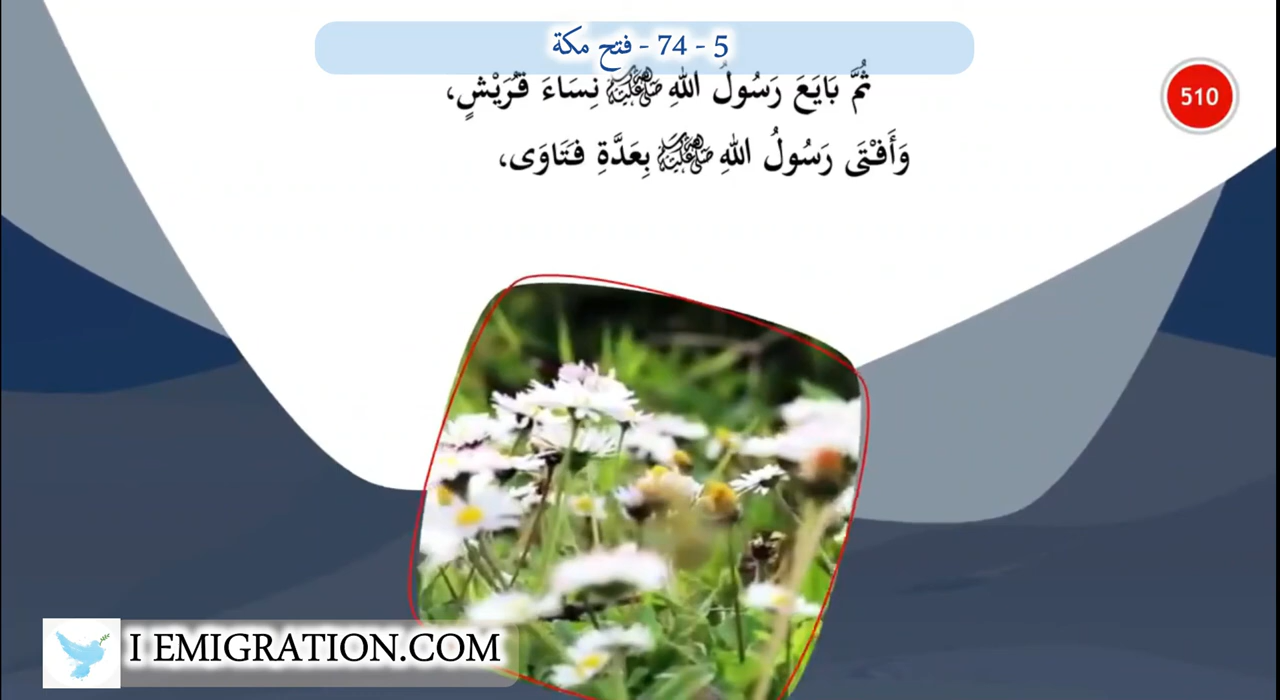 5 - 74 - فتح مكة
510
ثُمَّ بَايَعَ رَسُولُ اللهِ ﷺ نِسَاءَ قُرَيْشٍ،
وَأَفْتَى رَسُولُ اللهِ ﷺ بِعَدَّةِ فَتَاوَى،
I EMIGRATION.COM